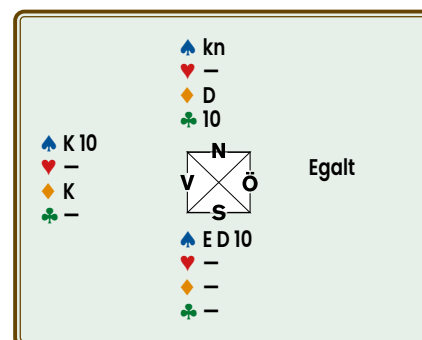 ♠ kn
♥ –
♦ D
♣ 10
♠ K 10
♥ –
♦ K
♣ –
N
V Ö
S
Egalt
♠ E D 10
♥ –
♦ –
♣ –